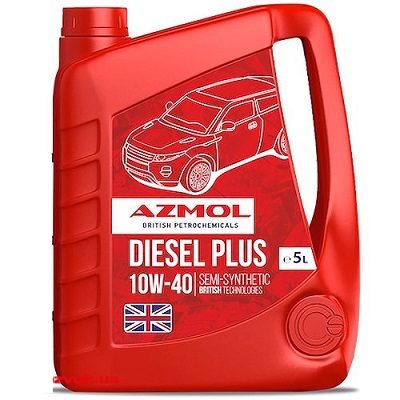 AZMOL
BRITISH PETROCHEMICALS
DIESEL PLUS
℮ 5L
10W-40
SEMI-SYNTHETIC
BRITISH TECHNOLOGIES